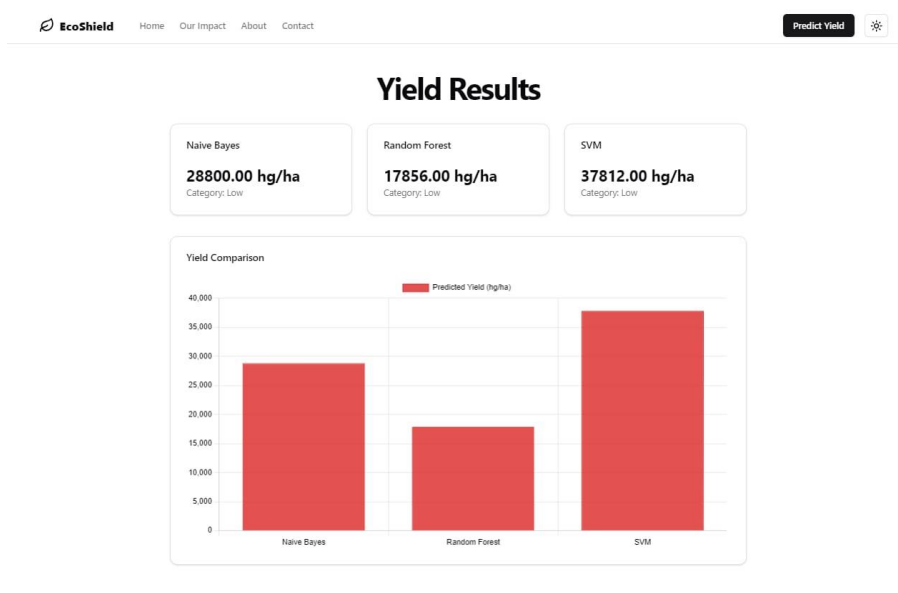 EcoShield Home Our Impact About Contact Predict Yield
Yield Results
Naive Bayes
28800.00 hg/ha
Category: Low
Random Forest
17856.00 hg/ha
Category: Low
SVM
37812.00 hg/ha
Category: Low
Yield Comparison
Predicted Yield (hg/ha)
40,000
35,000
30,000
25,000
20,000
15,000
10,000
5,000
0
Naive Bayes Random Forest SVM